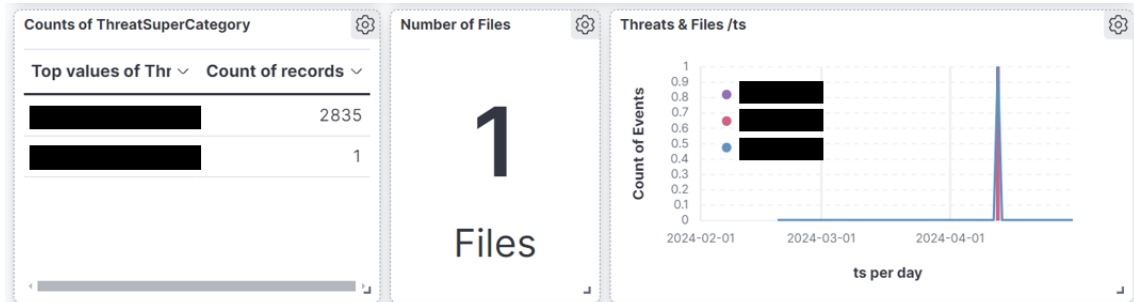 Counts of ThreatSuperCategory
Top values of Thr
Count of records
2835
1
Number of Files
1
Files
Threats & Files /ts
Count of Events
1
0.9
0.8
0.7
0.6
0.5
0.4
0.3
0.2
0.1
0
2024-02-01
2024-03-01
2024-04-01
ts per day